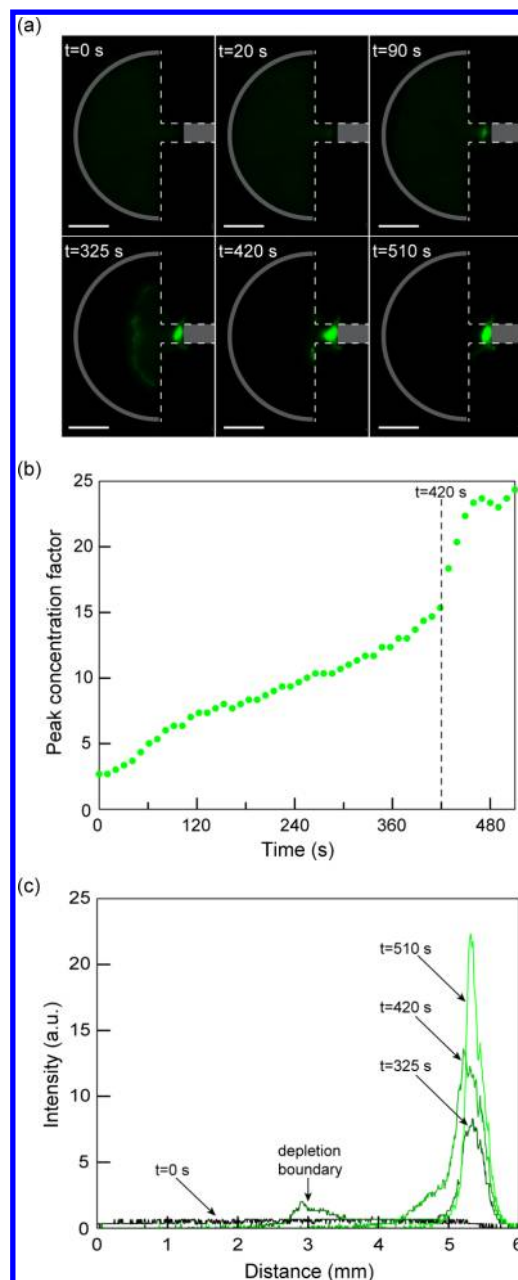 (a)
t=0 s
t=20 s
t=90 s
t=325 s
t=420 s
t=510 s
(b)
25
20
15
10
5
0
Peak concentration factor
t=420 s
0
120
240
360
480
Time (s)
(c)
25
20
15
10
5
0
Intensity (a.u.)
t=510 s
t=420 s
t=325 s
depletion
boundary
t=0 s
0
1
2
3
4
5
6
Distance (mm)